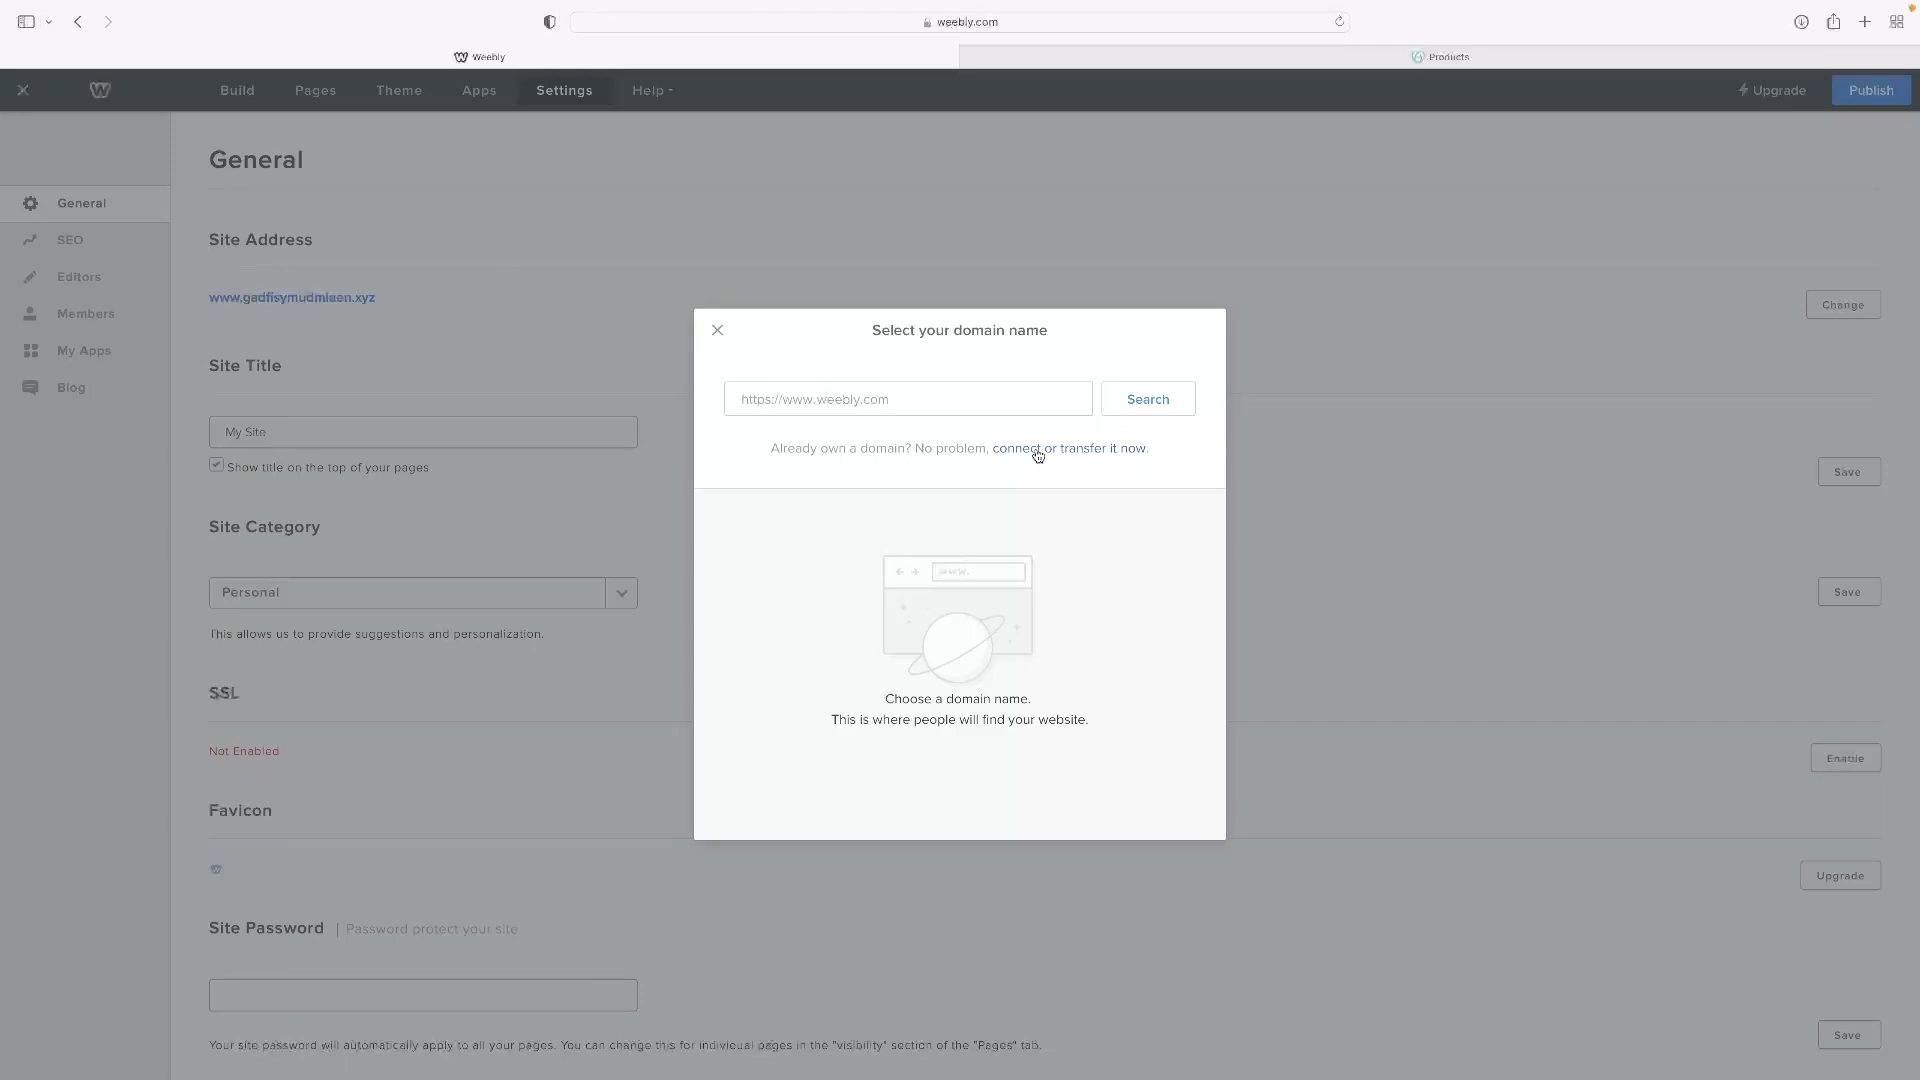 weebly.com
Weebly
Products
Build Pages Theme Apps Settings Help
Upgrade Publish
General
General
SEO
Editors
Members
My Apps
Blog
Site Address
Change
Site Title
My Site
Show title on the top of your pages
Save
Site Category
Personal
Save
This allows us to provide suggestions and personalization.
SSL
Not Enabled
Enable
Favicon
Upgrade
Site Password | Password protect your site
Your site password will automatically apply to all your pages. You can change this for individual pages in the "visibility" section of the "Pages" tab.
Save
Select your domain name
https://www.weebly.com
Search
Already own a domain? No problem, connect or transfer it now.
www.
Choose a domain name.
This is where people will find your website.